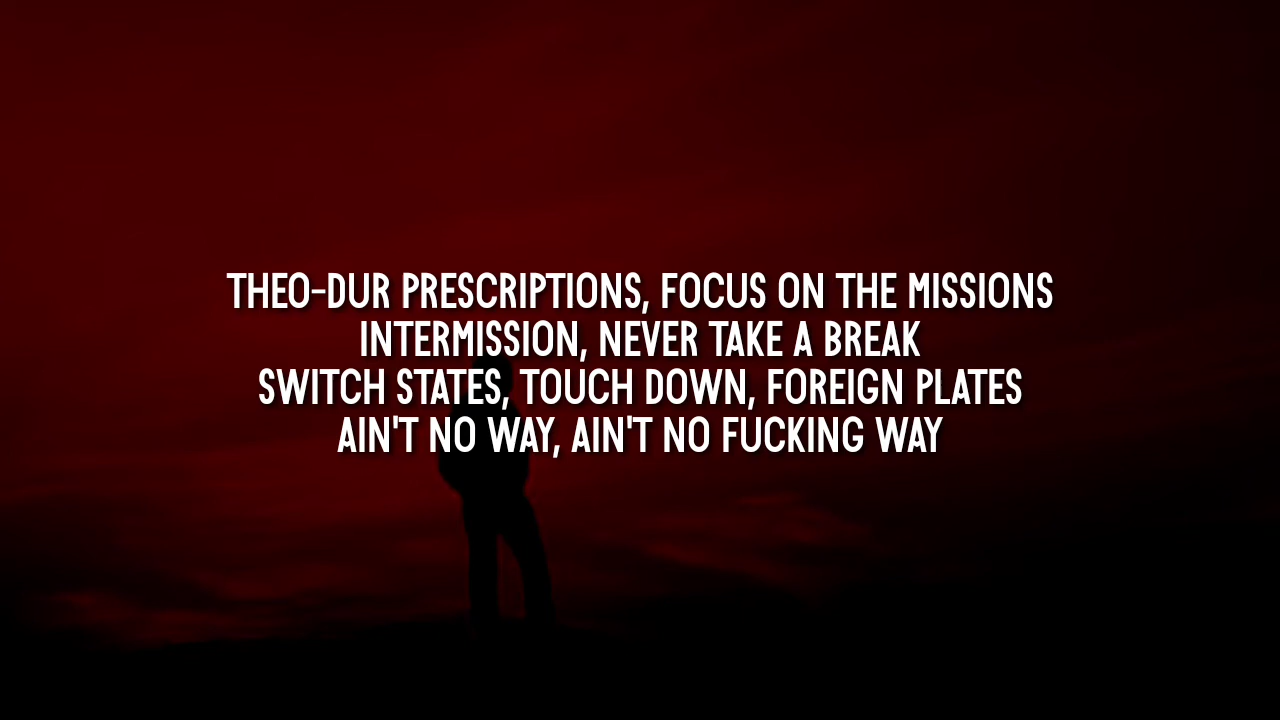 THEO-DUR PRESCRIPTIONS, FOCUS ON THE MISSIONS
INTERMISSION, NEVER TAKE A BREAK
SWITCH STATES, TOUCH DOWN, FOREIGN PLATES
AIN'T NO WAY, AIN'T NO FUCKING WAY